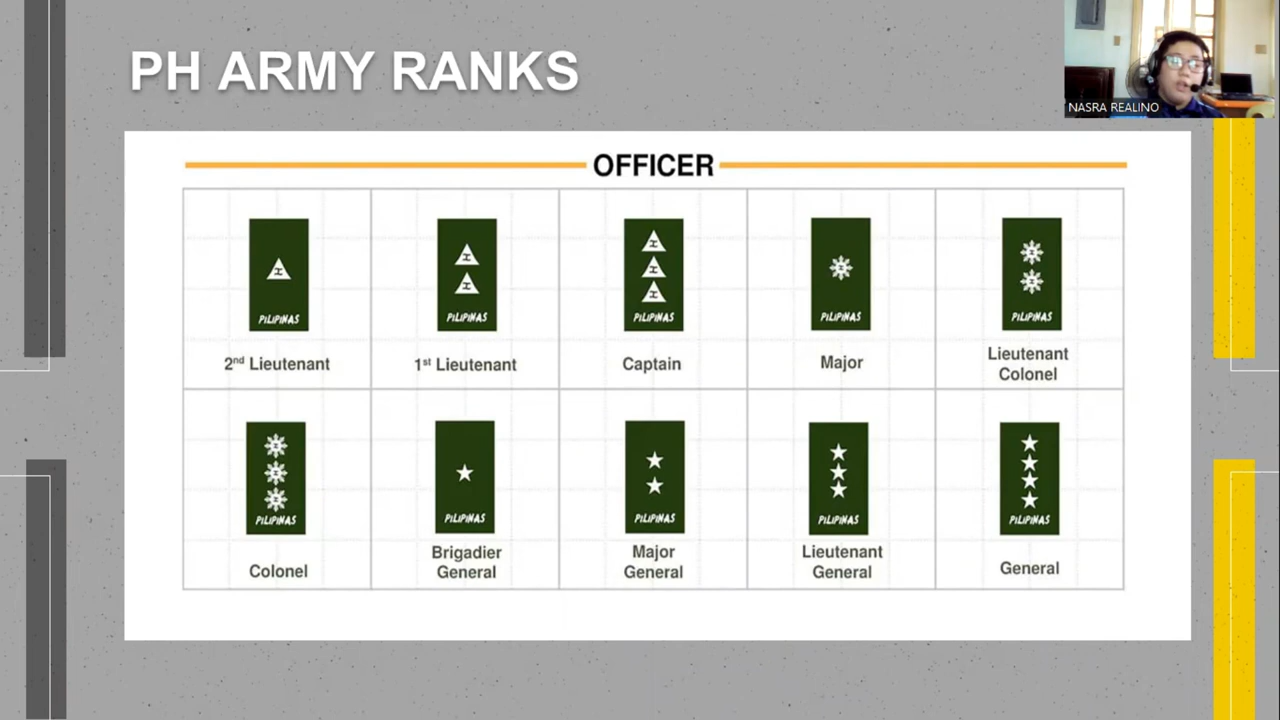 PH ARMY RANKS
NASRA REALINO
OFFICER
PILIPINAS
PILIPINAS
PILIPINAS
PILIPINAS
PILIPINAS
2nd Lieutenant
1st Lieutenant
Captain
Major
Lieutenant
Colonel
PILIPINAS
PILIPINAS
PILIPINAS
PILIPINAS
PILIPINAS
Colonel
Brigadier
General
Major
General
Lieutenant
General
General